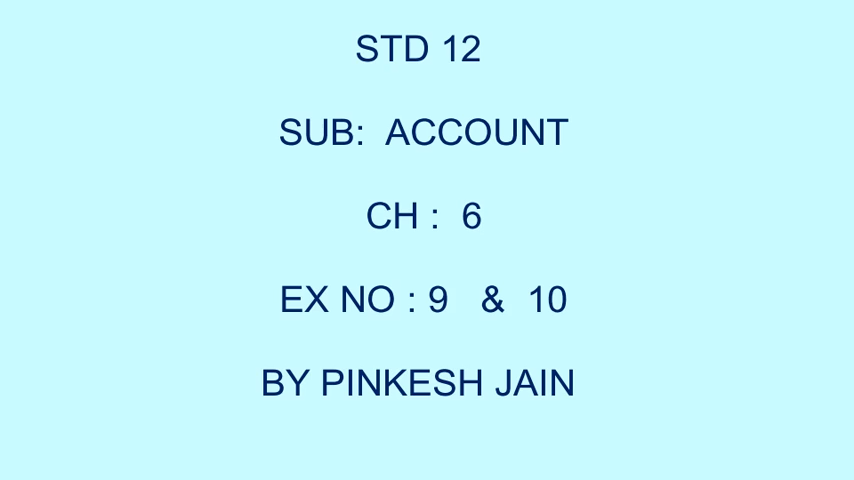 STD 12
SUB:  ACCOUNT
CH :  6
EX NO : 9   &  10
BY PINKESH JAIN